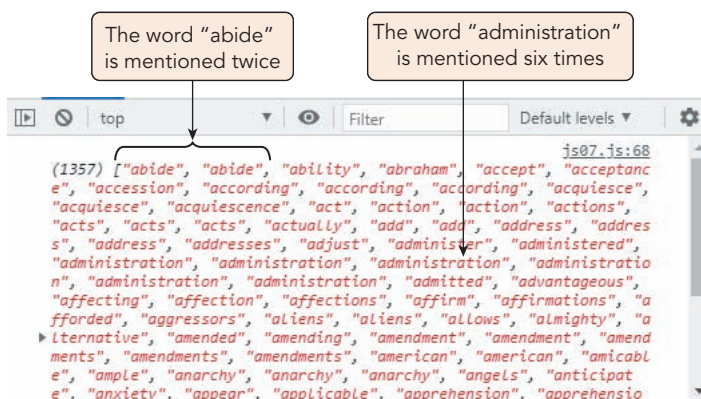 The word “abide”
is mentioned twice
The word “administration”
is mentioned six times
top
Filter
Default levels
js07.js:68
(1357) ["abide", "abide", "ability", "abraham", "accept", "acceptanc
e", "accession", "according", "according", "according", "acquiesce",
"acquiesce", "acquiescence", "act", "action", "action", "actions",
"acts", "acts", "acts", "actually", "add", "add", "address", "addres
s", "address", "addresses", "adjust", "administer", "administered",
"administration", "administration", "administration", "administratio
n", "administration", "administration", "admitted", "advantageous",
"affecting", "affection", "affections", "affirm", "affirmations", "a
fforded", "aggressors", "aliens", "aliens", "allows", "almighty", "a
lternative", "amended", "amending", "amendment", "amendment", "amend
ments", "amendments", "amendments", "american", "american", "amicabl
e", "ample", "anarchy", "anarchy", "anarchy", "angels", "anticipat
e", "anxiety", "appear", "applicable", "apprehension", "apprehensio